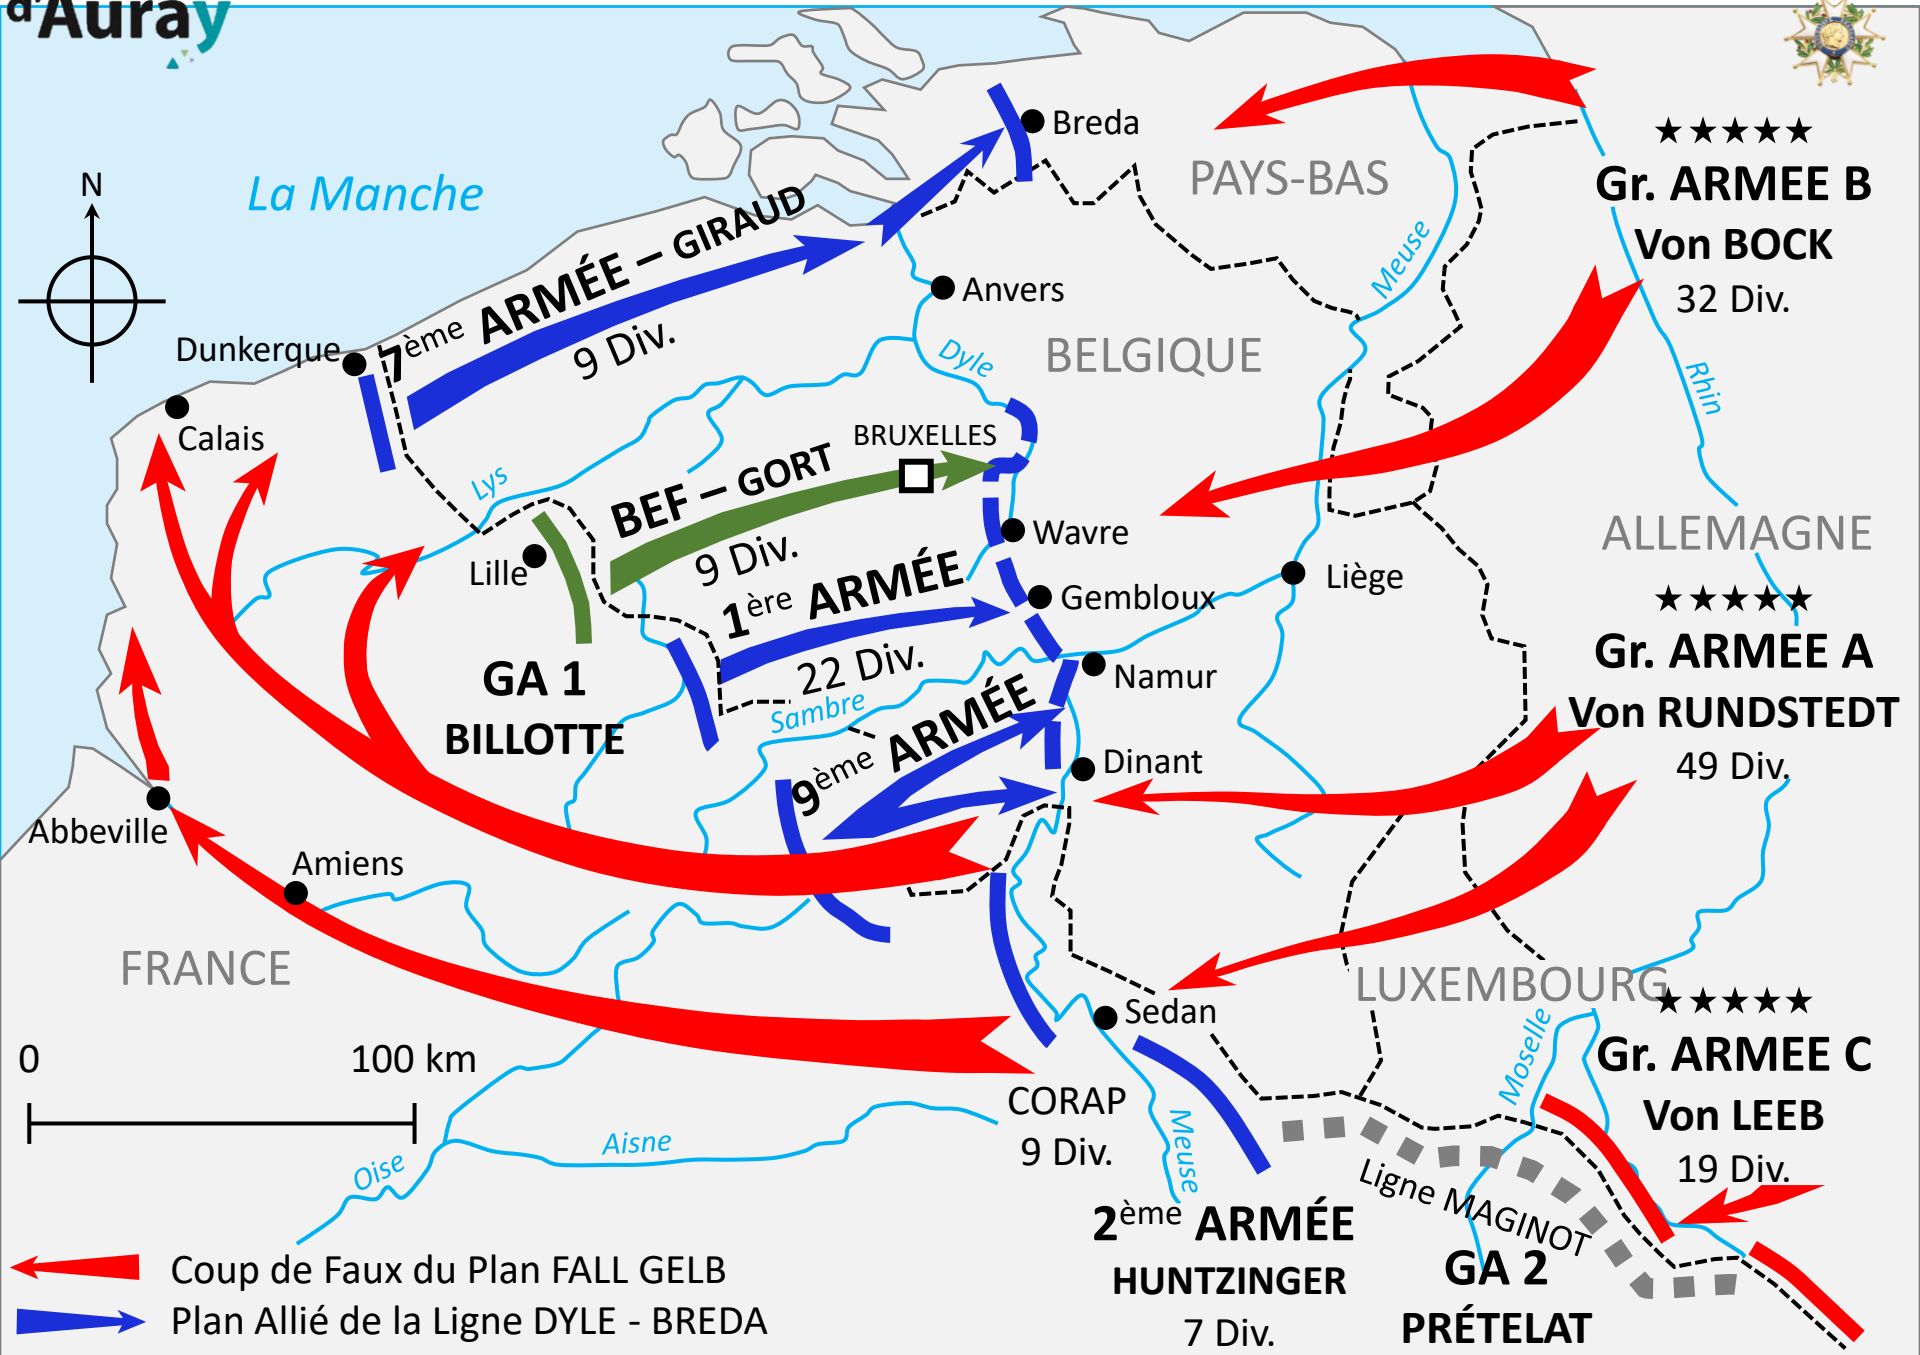 d'Auray
N
La Manche
Breda
PAYS-BAS
Gr. ARMEE B
Von BOCK
32 Div.
Meuse
7ème ARMÉE – GIRAUD
9 Div.
Anvers
Dunkerque
Calais
Dyle
BELGIQUE
Rhin
BRUXELLES
Lys
BEF – GORT
9 Div.
Wavre
ALLEMAGNE
Lille
1ère ARMÉE
22 Div.
Gembloux
Liège
Gr. ARMEE A
Von RUNDSTEDT
49 Div.
GA 1
BILLOTTE
Namur
Sambre
9ème ARMÉE
Dinant
Abbeville
Amiens
FRANCE
LUXEMBOURG
Sedan
Moselle
Gr. ARMEE C
Von LEEB
19 Div.
0
100 km
CORAP
9 Div.
Meuse
Aisne
Oise
Ligne MAGINOT
2ème ARMÉE
HUNTZINGER
7 Div.
GA 2
PRÉTELAT
Coup de Faux du Plan FALL GELB
Plan Allié de la Ligne DYLE - BREDA